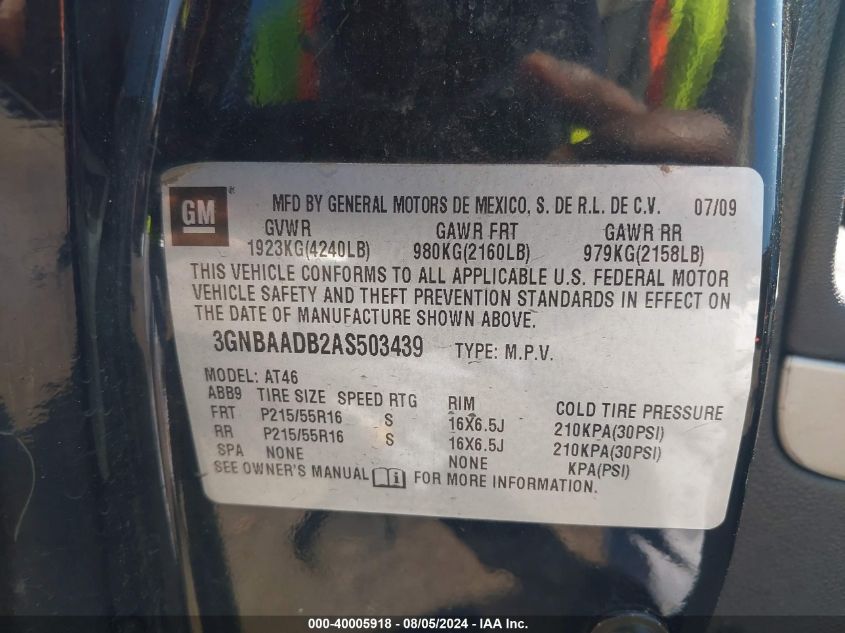 GM ® MFD BY GENERAL MOTORS DE MEXICO, S. DE R.L. DE C.V. 07/09
GVWR GAWR FRT GAWR RR
1923KG(4240LB) 980KG(2160LB) 979KG(2158LB)
THIS VEHICLE CONFORMS TO ALL APPLICABLE U.S. FEDERAL MOTOR
VEHICLE SAFETY AND THEFT PREVENTION STANDARDS IN EFFECT ON
THE DATE OF MANUFACTURE SHOWN ABOVE.
3GNBAADB2AS503439 TYPE: M.P.V.
MODEL: AT46
ABB9 TIRE SIZE SPEED RTG RIM COLD TIRE PRESSURE
FRT P215/55R16 S 16X6.5J 210KPA(30PSI)
RR P215/55R16 S 16X6.5J 210KPA(30PSI)
SPA NONE NONE KPA(PSI)
SEE OWNER'S MANUAL i FOR MORE INFORMATION.
000-40005918 - 08/05/2024 - IAA Inc.